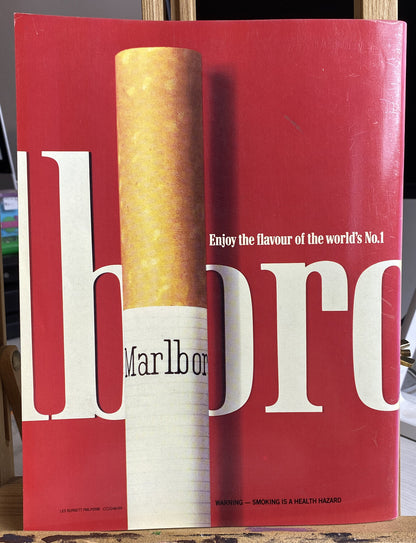 lboro
Enjoy the flavour of the world's No.1
Marlbor
WARNING — SMOKING IS A HEALTH HAZARD